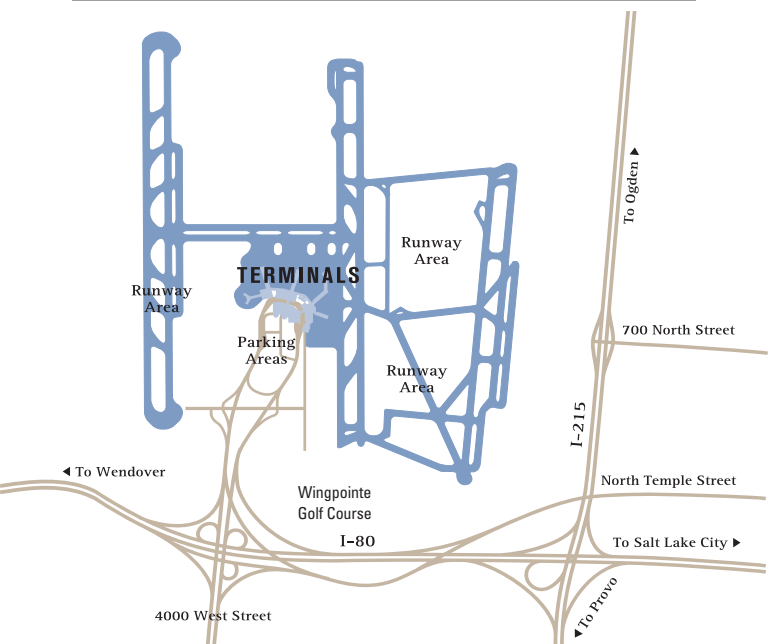 To Ogden
Runway
Area
TERMINALS
Runway
Area
700 North Street
Parking
Areas
Runway
Area
I-215
To Wendover
North Temple Street
Wingpointe
Golf Course
I-80
To Salt Lake City
To Provo
4000 West Street